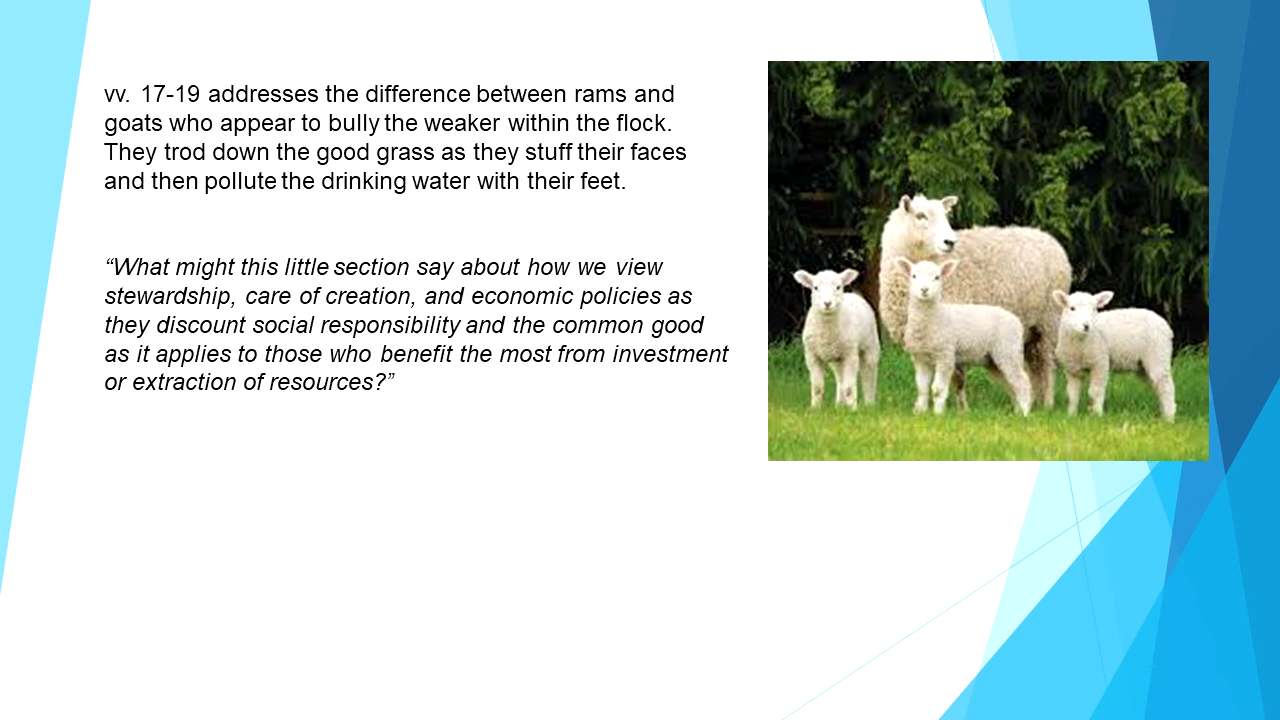 vv. 17-19 addresses the difference between rams and
goats who appear to bully the weaker within the flock.
They trod down the good grass as they stuff their faces
and then pollute the drinking water with their feet.
“What might this little section say about how we view
stewardship, care of creation, and economic policies as
they discount social responsibility and the common good
as it applies to those who benefit the most from investment
or extraction of resources?”